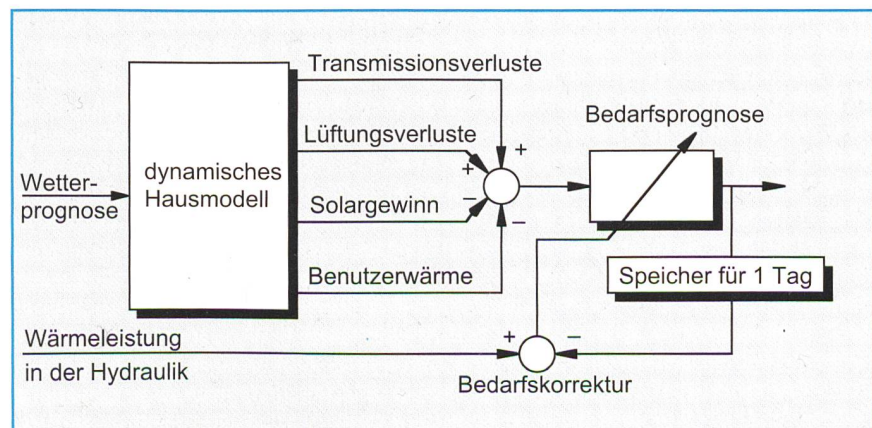 Transmissionsverluste
Lüftungsverluste
Bedarfsprognose
dynamisches
Hausmodell
Wetter-
prognose
Solargewinn
Benutzerwärme
Speicher für 1 Tag
Wärmeleistung
in der Hydraulik
Bedarfskorrektur
+
+
−
−
+
−